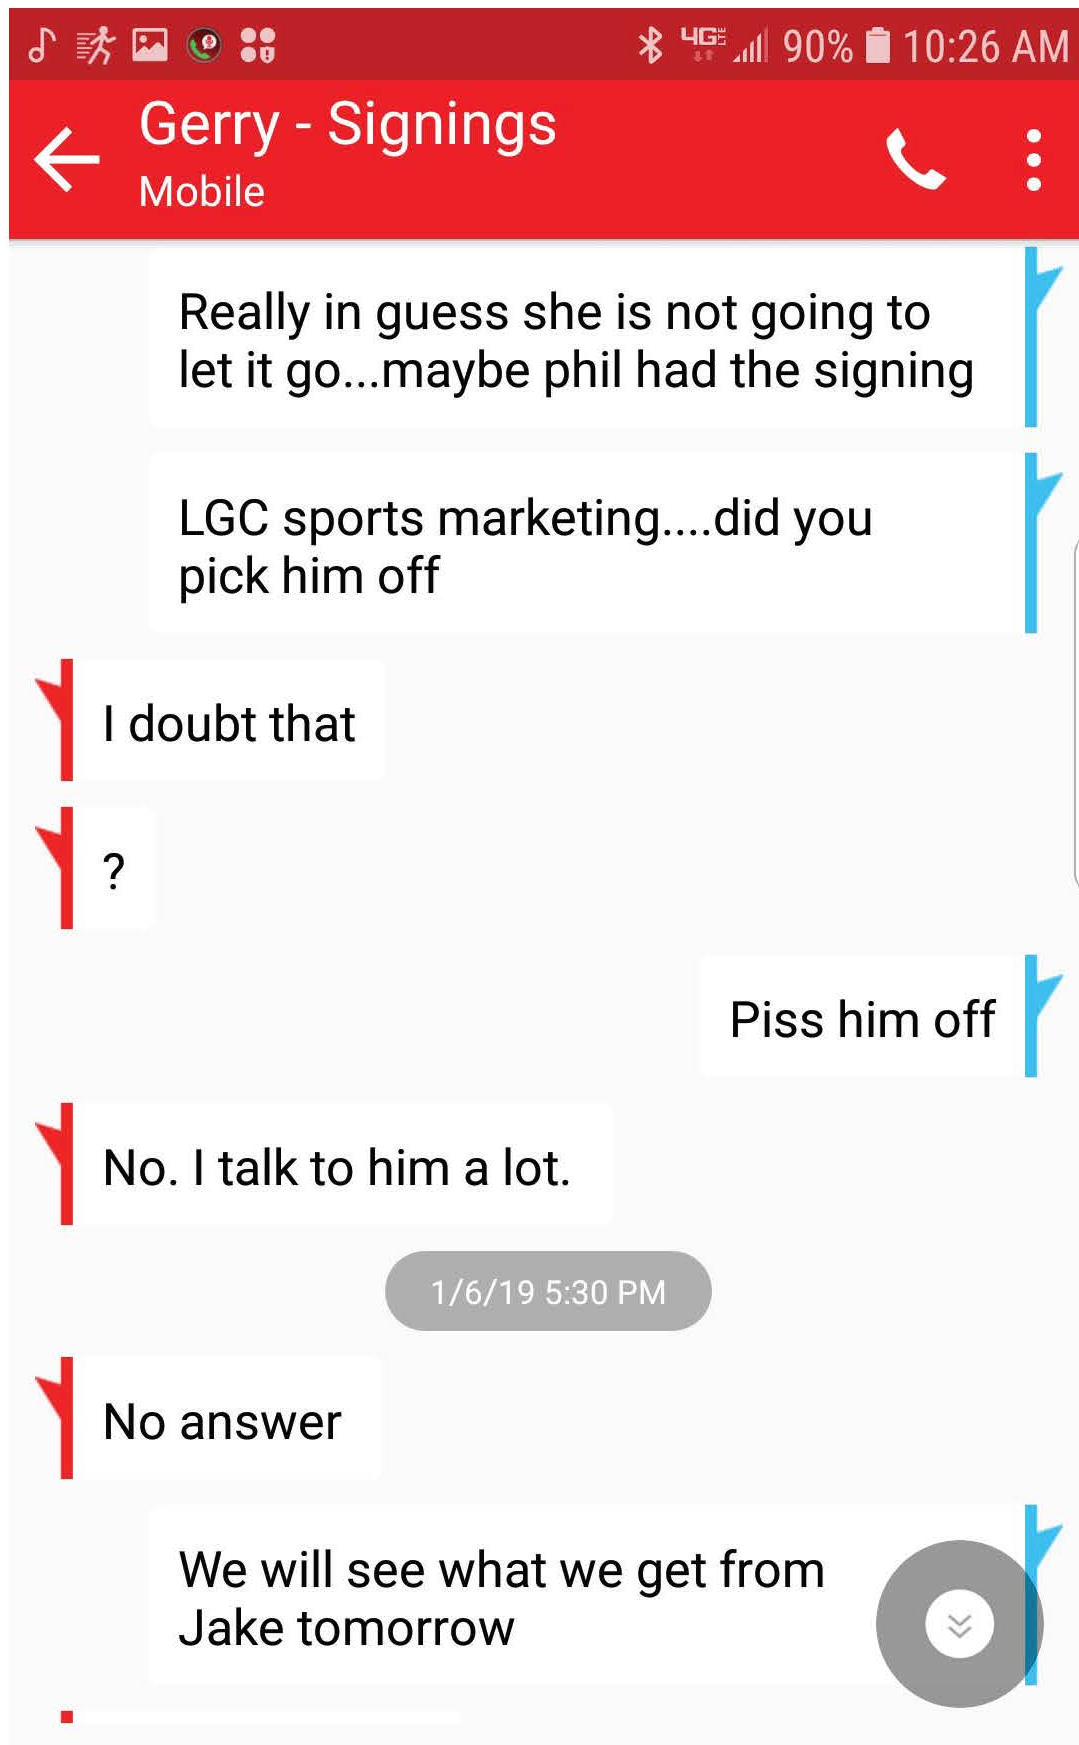 4G LTE 90% 10:26 AM
Gerry - Signings
Mobile
Really in guess she is not going to
let it go...maybe phil had the signing
LGC sports marketing....did you
pick him off
I doubt that
?
Piss him off
No. I talk to him a lot.
1/6/19 5:30 PM
No answer
We will see what we get from
Jake tomorrow